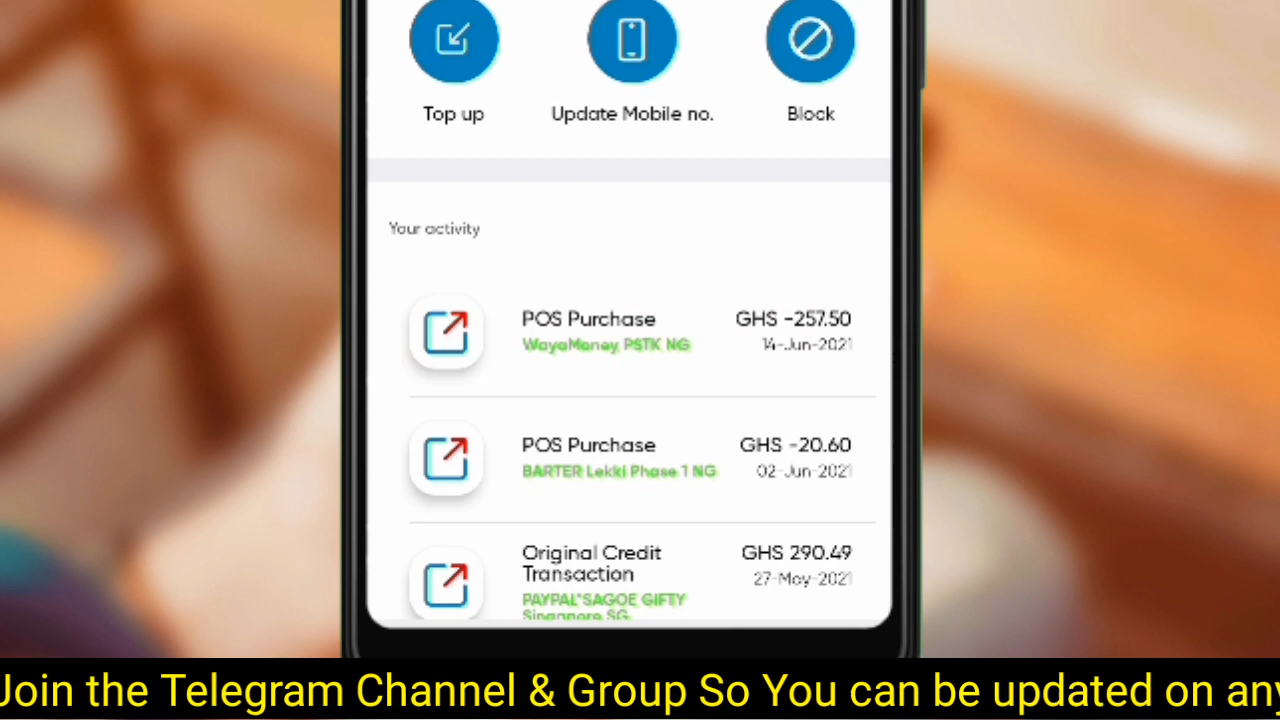 Top up
Update Mobile no.
Block
Your activity
POS Purchase
GHS -257.50
WayaMoney PSTK NG
14-Jun-2021
POS Purchase
GHS -20.60
BARTER Lekki Phase 1 NG
02-Jun-2021
Original Credit
Transaction
GHS 290.49
27-May-2021
PAYPAL*SAGOE GIFTY
Singapore SG
Join the Telegram Channel & Group So You can be updated on any